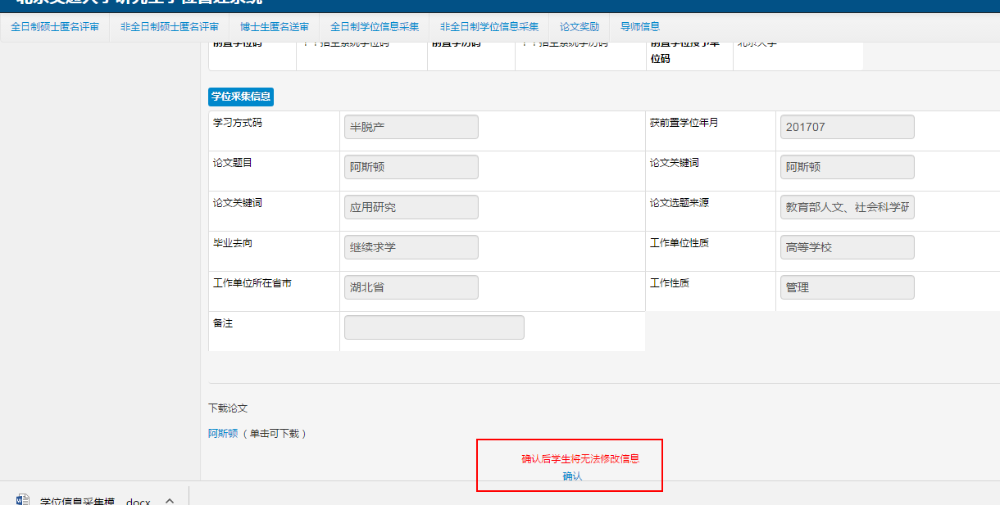 全日制硕士匿名评审 非全日制硕士匿名评审 博士生匿名送审 全日制学位信息采集 非全日制学位信息采集 论文奖励 导师信息
前置学位码 ？？招生系统学位码 前置学历码 ？？招生系统学历码 前置学位授予单位码 北京大学
学位采集信息
学习方式码 半脱产 获前置学位年月 201707
论文题目 阿斯顿 论文关键词 阿斯顿
论文关键词 应用研究 论文选题来源 教育部人文、社会科学研
毕业去向 继续求学 工作单位性质 高等学校
工作单位所在省市 湖北省 工作性质 管理
备注
下载论文
阿斯顿（单击可下载）
确认后学生将无法修改信息
确认
学位信息采集模....docx